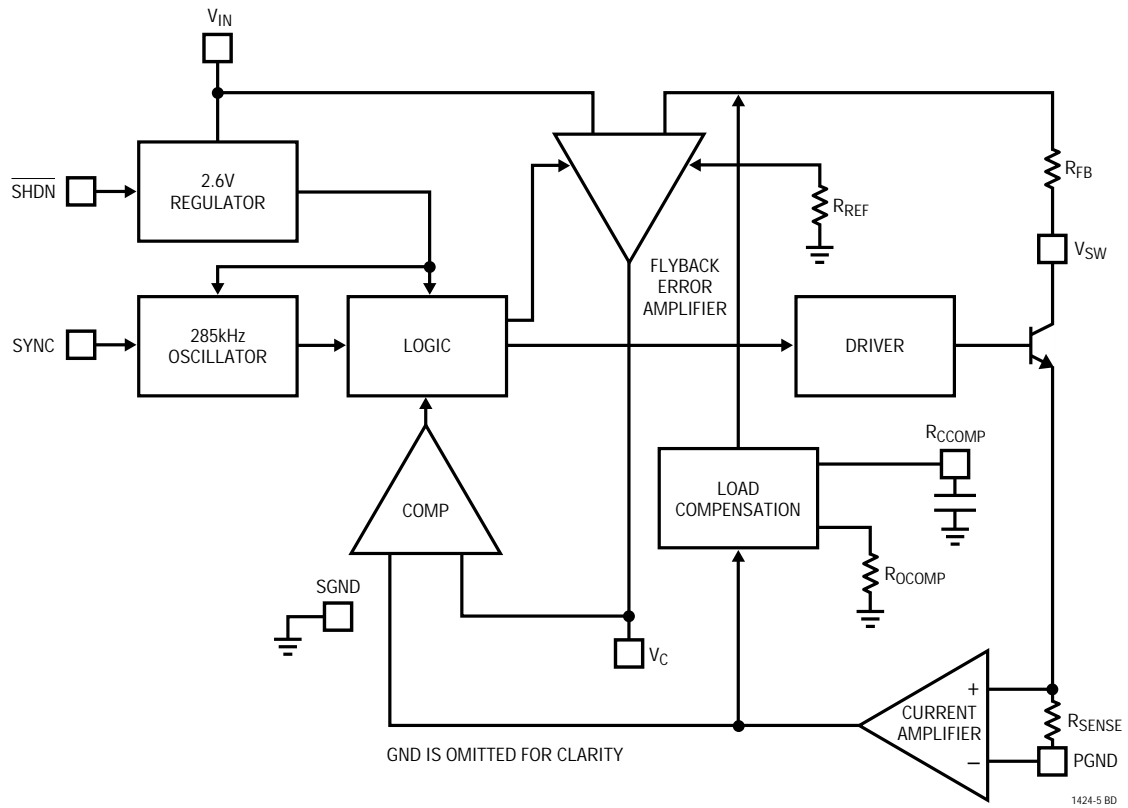 VIN
SHDN
2.6V
REGULATOR
RFB
RREF
VSW
FLYBACK
ERROR
AMPLIFIER
SYNC
285kHz
OSCILLATOR
LOGIC
DRIVER
RCCOMP
LOAD
COMPENSATION
COMP
ROCOMP
SGND
VC
+
CURRENT
AMPLIFIER
–
RSENSE
PGND
GND IS OMITTED FOR CLARITY
1424-5 BD